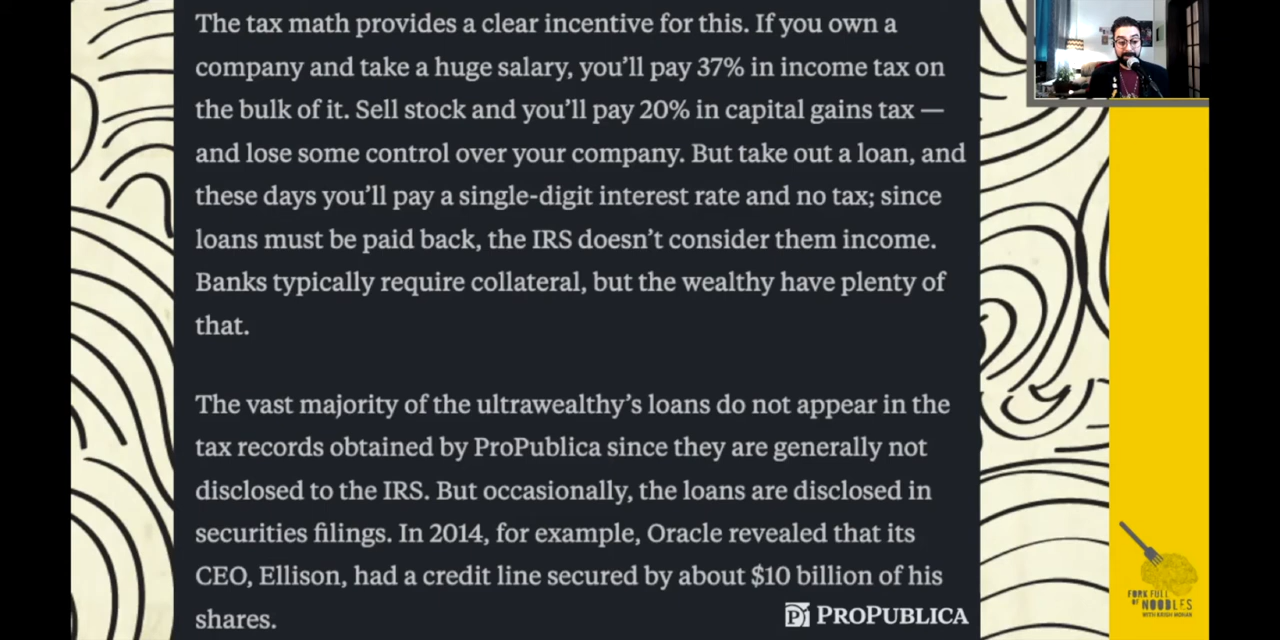 The tax math provides a clear incentive for this. If you own a
company and take a huge salary, you’ll pay 37% in income tax on
the bulk of it. Sell stock and you’ll pay 20% in capital gains tax —
and lose some control over your company. But take out a loan, and
these days you’ll pay a single-digit interest rate and no tax; since
loans must be paid back, the IRS doesn’t consider them income.
Banks typically require collateral, but the wealthy have plenty of
that.
The vast majority of the ultrawealthy’s loans do not appear in the
tax records obtained by ProPublica since they are generally not
disclosed to the IRS. But occasionally, the loans are disclosed in
securities filings. In 2014, for example, Oracle revealed that its
CEO, Ellison, had a credit line secured by about $10 billion of his
shares.
PROPUBLICA
FORK FULL
OF NOODLES
WITH KRISH MOHAN